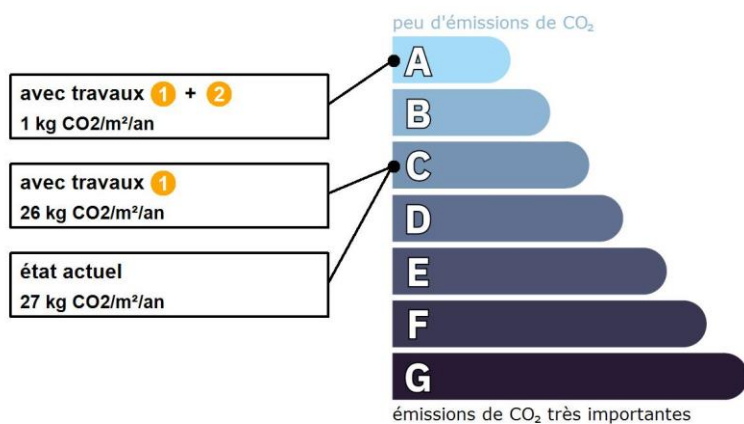 peu d'émissions de CO₂
A
avec travaux 1 + 2
1 kg CO2/m²/an
B
C
avec travaux 1
26 kg CO2/m²/an
D
état actuel
27 kg CO2/m²/an
E
F
G
émissions de CO₂ très importantes